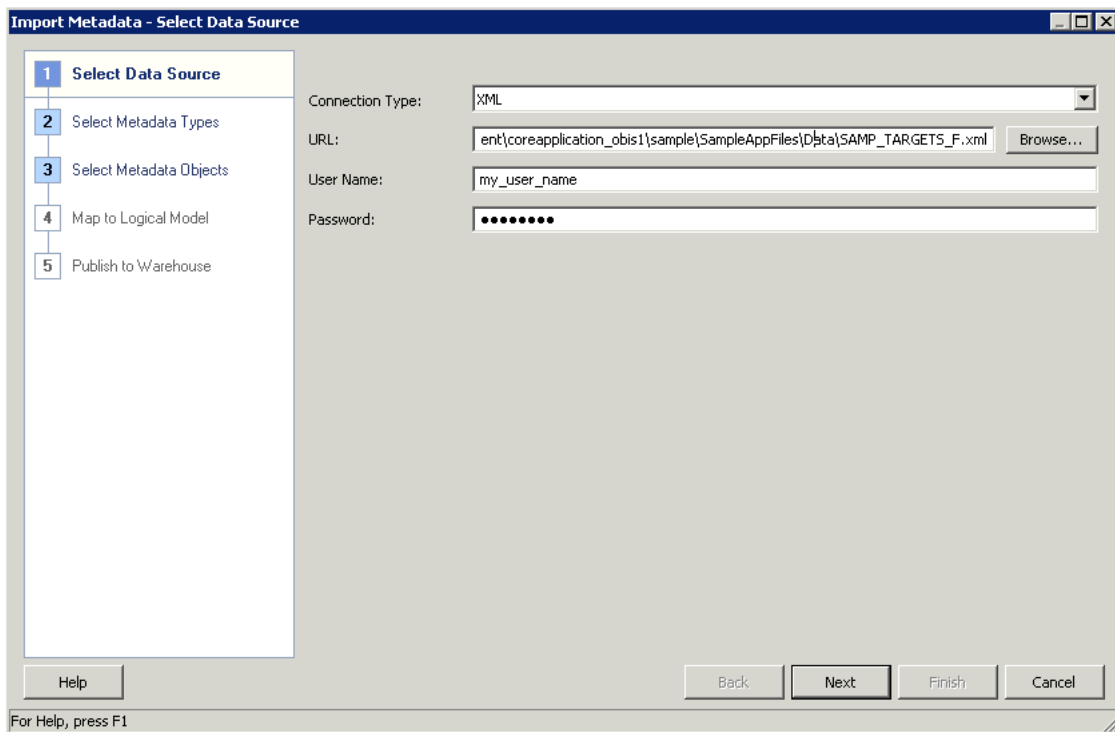 Import Metadata - Select Data Source
1 Select Data Source
2 Select Metadata Types
3 Select Metadata Objects
4 Map to Logical Model
5 Publish to Warehouse
Connection Type: XML
URL: ent\coreapplication_obis1\sample\SampleAppFiles\Data\SAMP_TARGETS_F.xml Browse...
User Name: my_user_name
Password: ●●●●●●●●
Help Back Next Finish Cancel
For Help, press F1